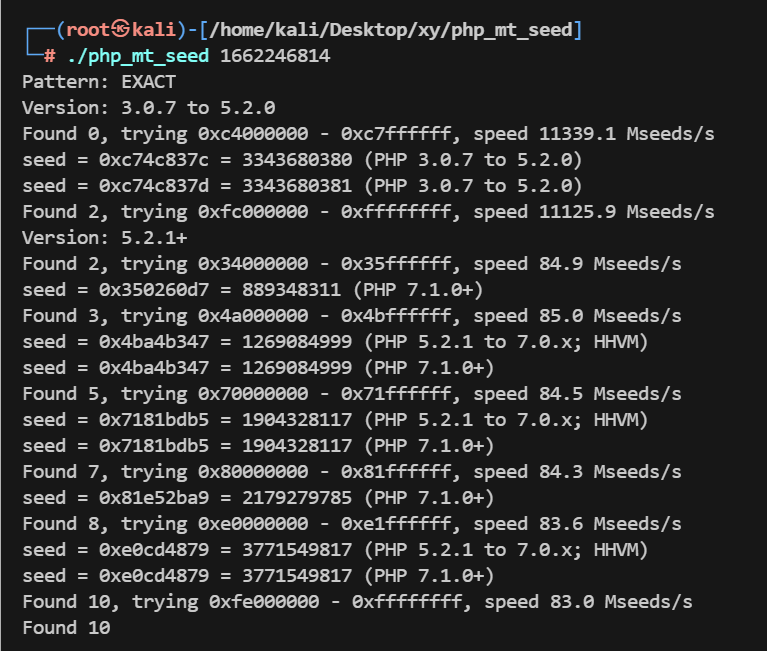 ┌──(root㉿kali)-[/home/kali/Desktop/xy/php_mt_seed]
└─# ./php_mt_seed 1662246814
Pattern: EXACT
Version: 3.0.7 to 5.2.0
Found 0, trying 0xc4000000 - 0xc7ffffff, speed 11339.1 Mseeds/s
seed = 0xc74c837c = 3343680380 (PHP 3.0.7 to 5.2.0)
seed = 0xc74c837d = 3343680381 (PHP 3.0.7 to 5.2.0)
Found 2, trying 0xfc000000 - 0xffffffff, speed 11125.9 Mseeds/s
Version: 5.2.1+
Found 2, trying 0x34000000 - 0x35ffffff, speed 84.9 Mseeds/s
seed = 0x350260d7 = 889348311 (PHP 7.1.0+)
Found 3, trying 0x4a000000 - 0x4bffffff, speed 85.0 Mseeds/s
seed = 0x4ba4b347 = 1269084999 (PHP 5.2.1 to 7.0.x; HHVM)
seed = 0x4ba4b347 = 1269084999 (PHP 7.1.0+)
Found 5, trying 0x70000000 - 0x71ffffff, speed 84.5 Mseeds/s
seed = 0x7181bdb5 = 1904328117 (PHP 5.2.1 to 7.0.x; HHVM)
seed = 0x7181bdb5 = 1904328117 (PHP 7.1.0+)
Found 7, trying 0x80000000 - 0x81ffffff, speed 84.3 Mseeds/s
seed = 0x81e52ba9 = 2179279785 (PHP 7.1.0+)
Found 8, trying 0xe0000000 - 0xe1ffffff, speed 83.6 Mseeds/s
seed = 0xe0cd4879 = 3771549817 (PHP 5.2.1 to 7.0.x; HHVM)
seed = 0xe0cd4879 = 3771549817 (PHP 7.1.0+)
Found 10, trying 0xfe000000 - 0xffffffff, speed 83.0 Mseeds/s
Found 10